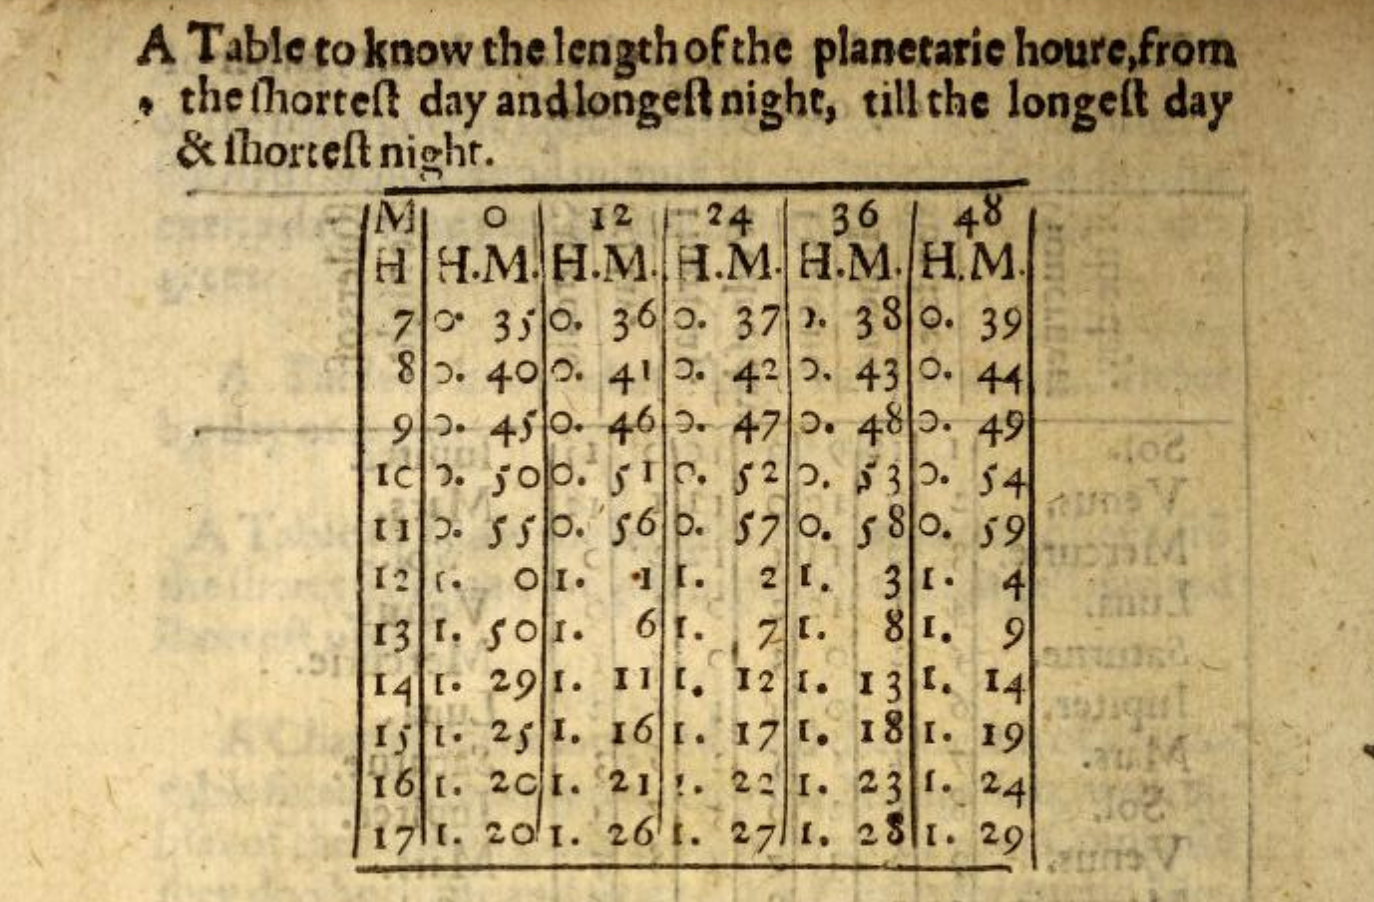 A Table to know the length of the planetarie houre, from
the ſhorteſt day and longeſt night, till the longeſt day
& ſhorteſt night.
M 0 12 24 36 48
H H.M. H.M. H.M. H.M. H.M.
7 0. 35 0. 36 0. 37 0. 38 0. 39
8 0. 40 0. 41 0. 42 0. 43 0. 44
9 0. 45 0. 46 0. 47 0. 48 0. 49
10 0. 50 0. 51 0. 52 0. 53 0. 54
11 0. 55 0. 56 0. 57 0. 58 0. 59
12 1. 0 1. 1 1. 2 1. 3 1. 4
13 1. 50 1. 6 1. 7 1. 8 1. 9
14 1. 29 1. 11 1. 12 1. 13 1. 14
15 1. 25 1. 16 1. 17 1. 18 1. 19
16 1. 20 1. 21 1. 22 1. 23 1. 24
17 1. 20 1. 26 1. 27 1. 28 1. 29